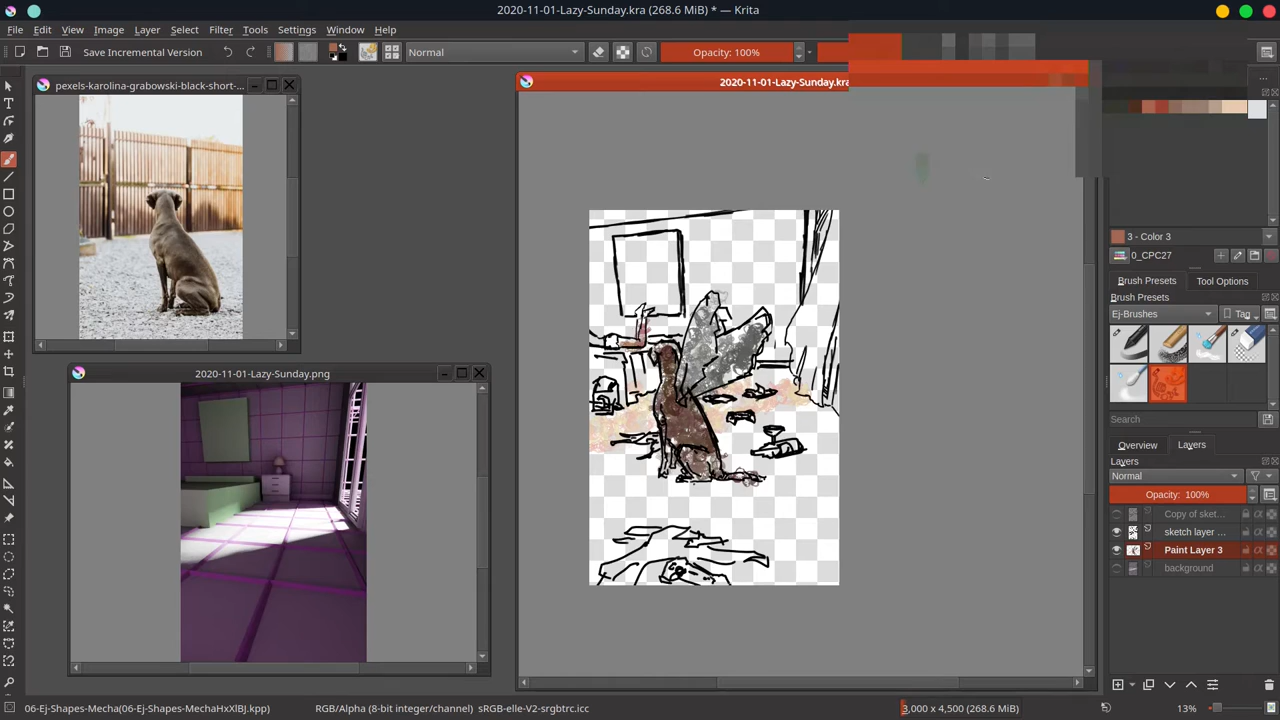 2020-11-01-Lazy-Sunday.kra (268.6 MiB) * — Krita
File Edit View Image Layer Select Filter Tools Settings Window Help
Save Incremental Version
Normal
Opacity: 100%
pexels-karolina-grabowski-black-short-...
2020-11-01-Lazy-Sunday.kra
2020-11-01-Lazy-Sunday.png
3 - Color 3
0_CPC27
Brush Presets Tool Options
Brush Presets
Ej-Brushes
Tag
Search
Overview Layers
Layers
Normal
Opacity: 100%
Copy of sket...
sketch layer ...
Paint Layer 3
background
06-Ej-Shapes-Mecha(06-Ej-Shapes-MechaHxXlBJ.kpp)
RGB/Alpha (8-bit integer/channel) sRGB-elle-V2-srgbtrc.icc
3,000 x 4,500 (268.6 MiB)
13%